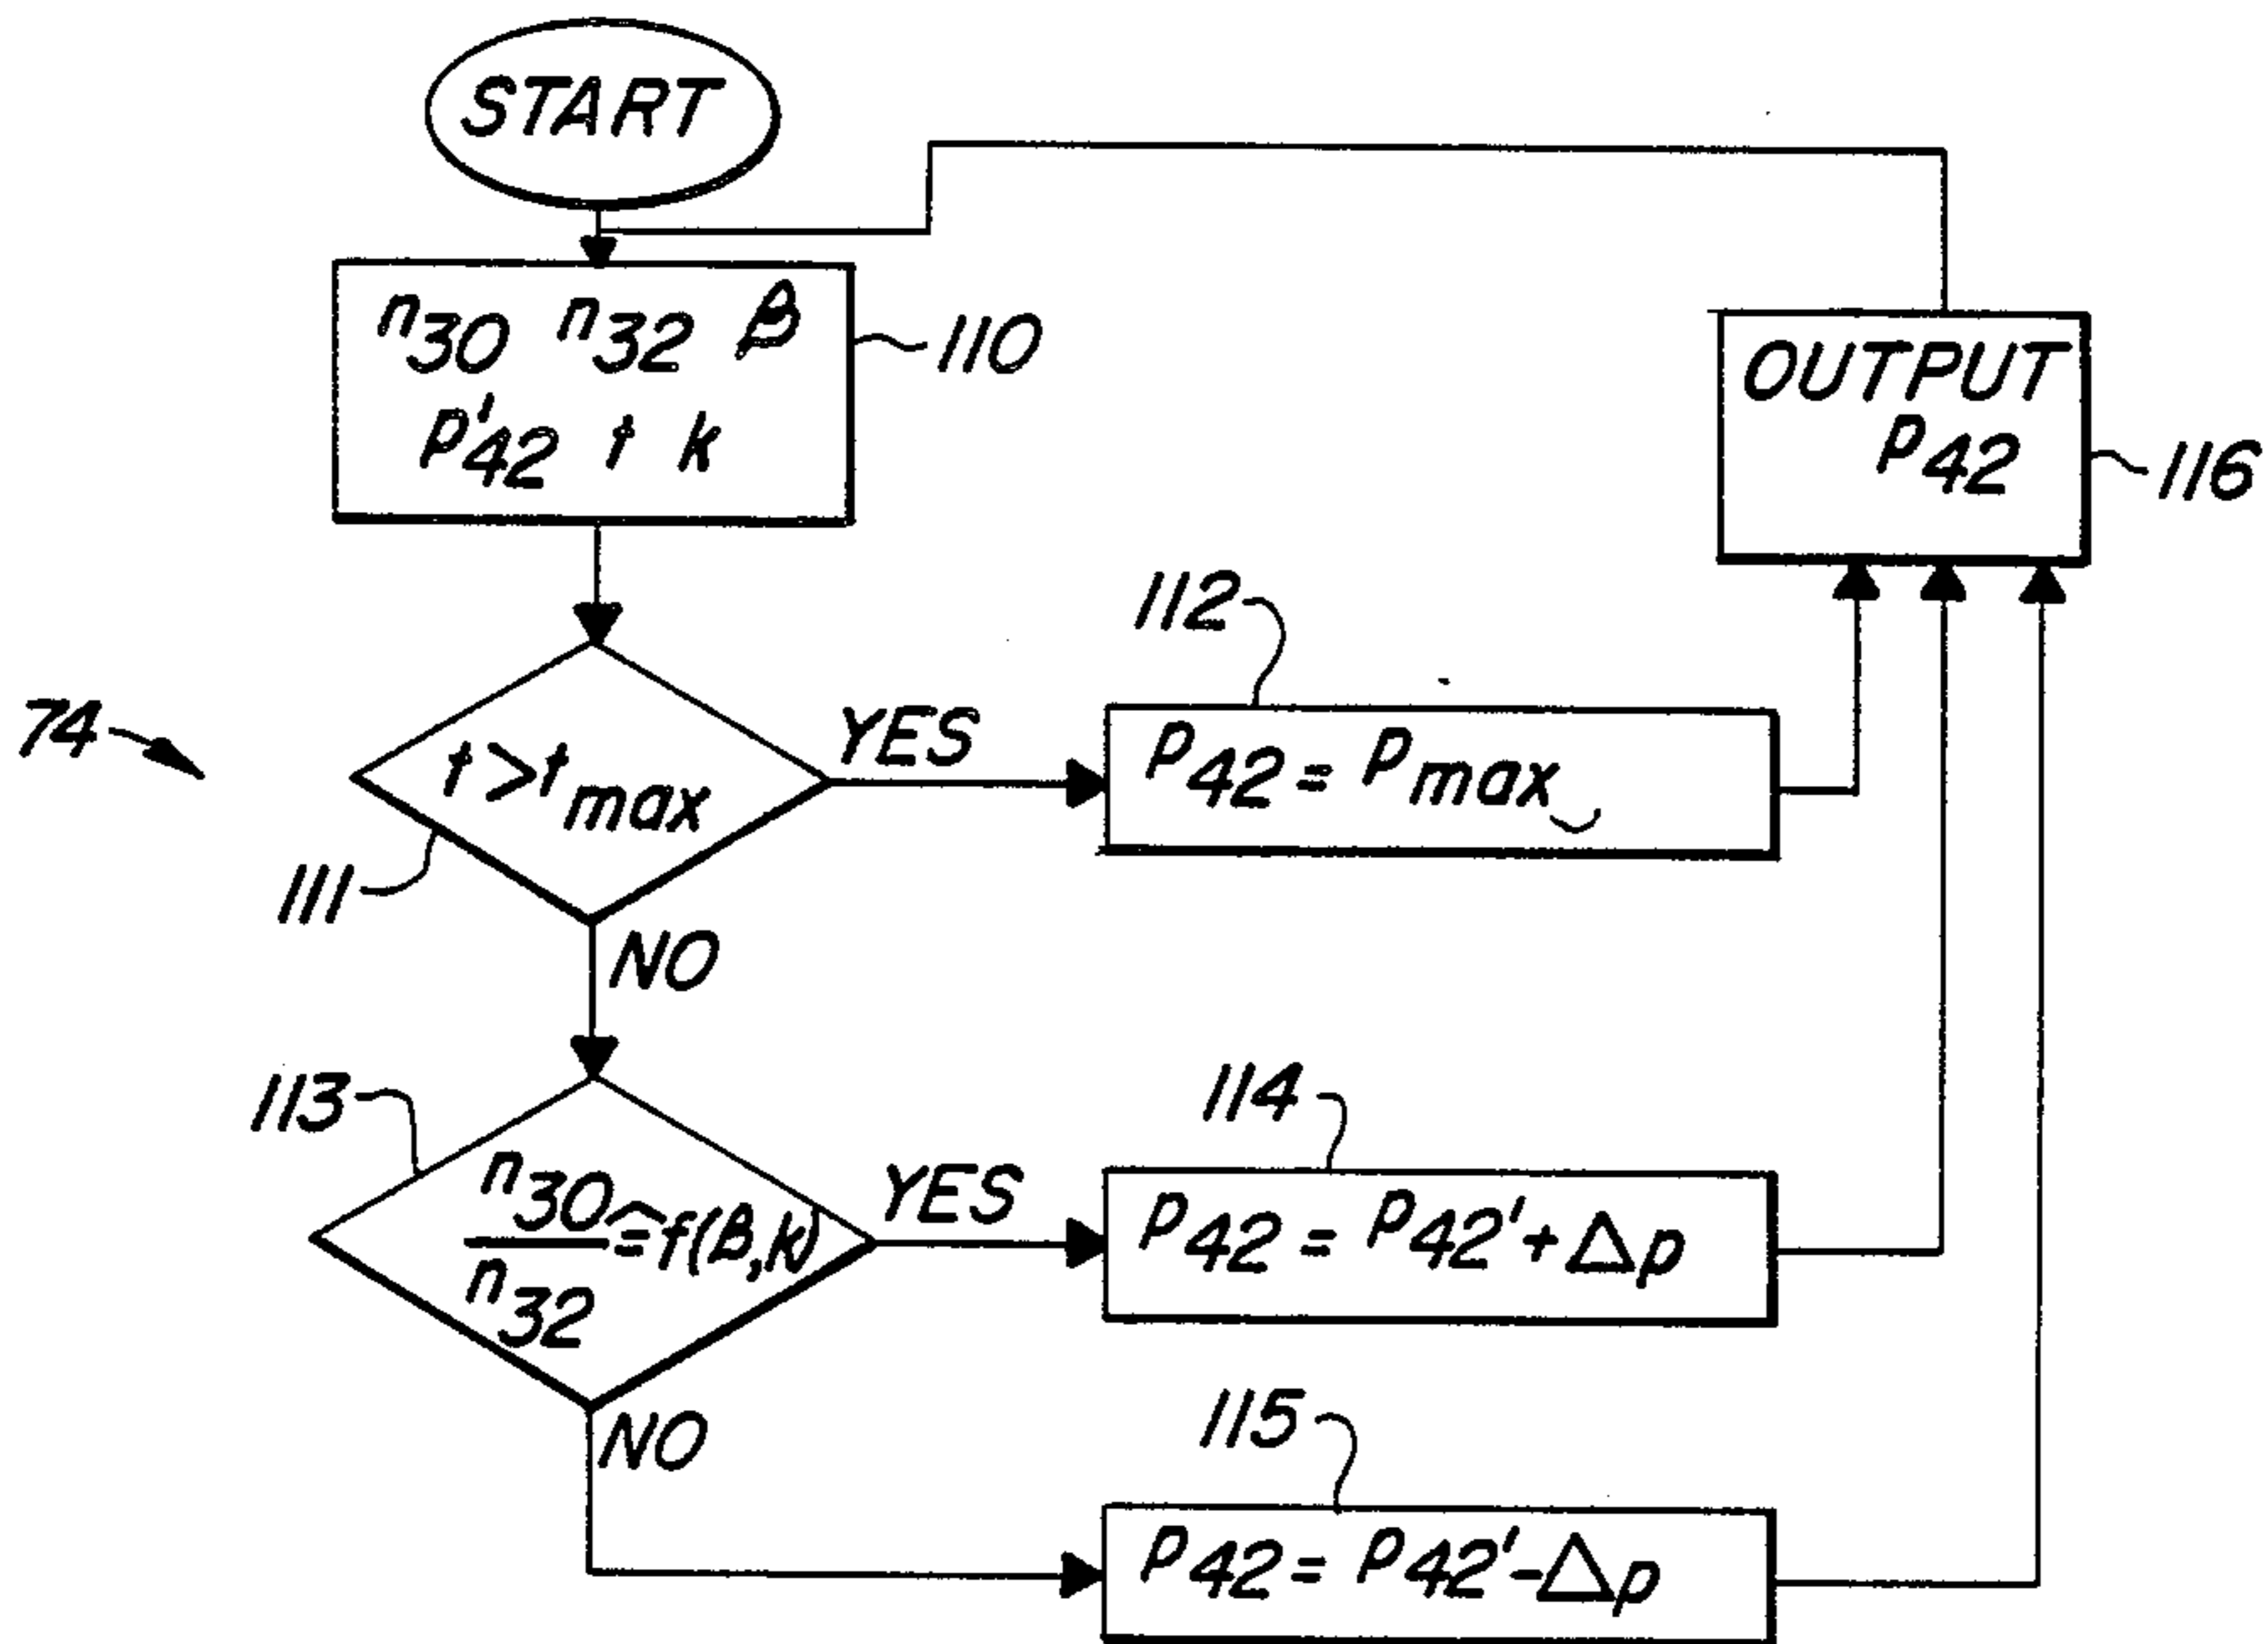 START
n30 n32 β
p'42 t k
110
OUTPUT
p42
116
112
74
t>tmax
YES
p42 = pmax
111
NO
113
114
n30/n32 ≙ f(β,k)
YES
p42 = p42' + Δp
NO
115
p42 = p42' - Δp